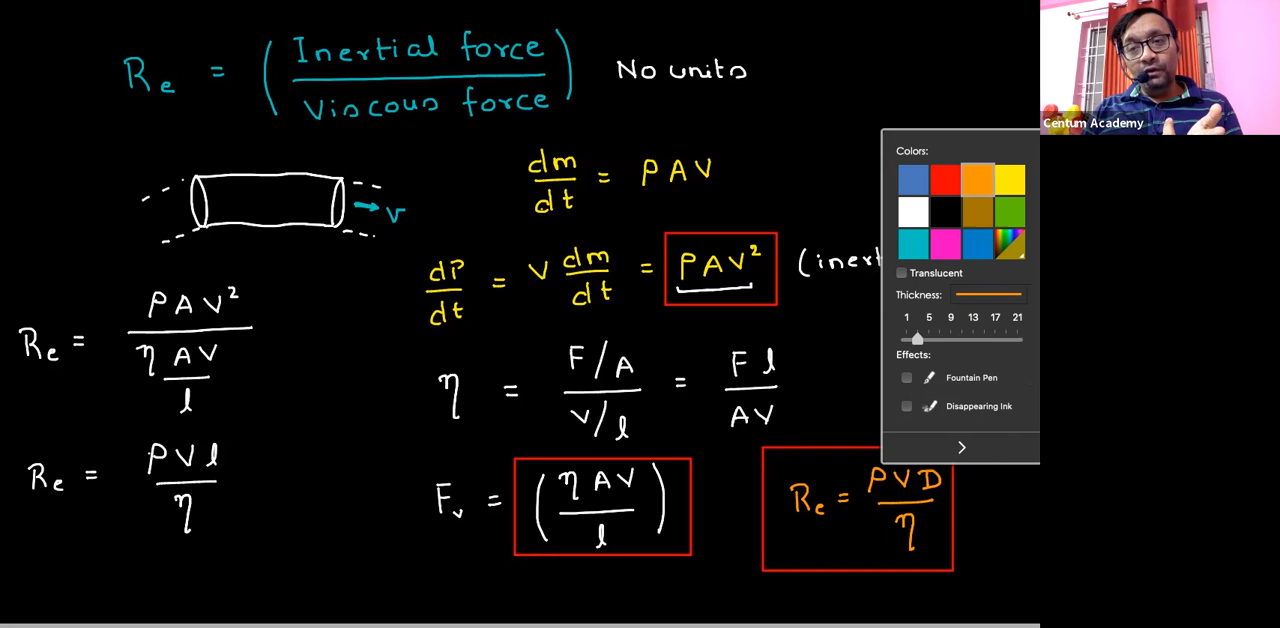 Re = (Inertial force / Viscous force) No units
Centum Academy
dm/dt = ρAV
V
dP/dt = V dm/dt = ρAV² (inert
Re = ρAV² / (η AV/l)
η = (F/A) / (V/l) = Fl / AV
Re = ρVl / η
Fv = (η AV / l)
Re = ρVD / η
Colors:
Translucent
Thickness:
1 5 9 13 17 21
Effects:
Fountain Pen
Disappearing Ink